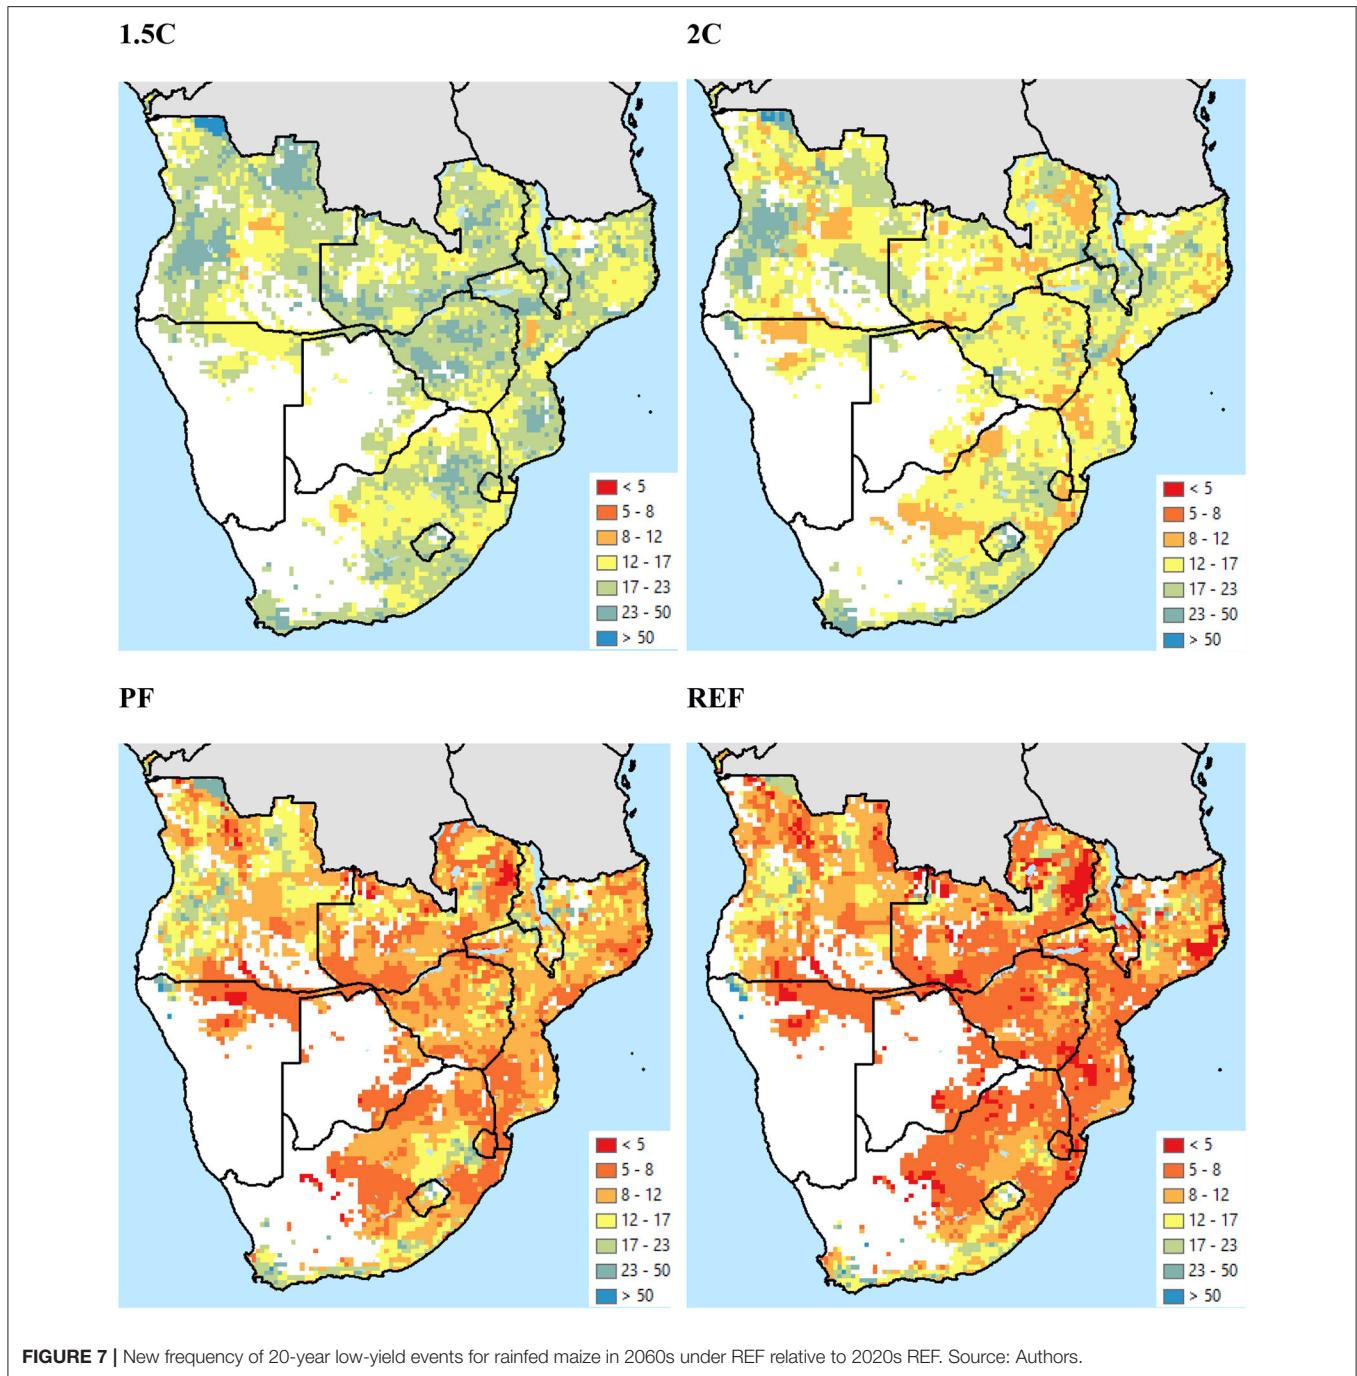 1.5C
2C
< 5
5 - 8
8 - 12
12 - 17
17 - 23
23 - 50
> 50
< 5
5 - 8
8 - 12
12 - 17
17 - 23
23 - 50
> 50
PF
REF
< 5
5 - 8
8 - 12
12 - 17
17 - 23
23 - 50
> 50
< 5
5 - 8
8 - 12
12 - 17
17 - 23
23 - 50
> 50
FIGURE 7 | New frequency of 20-year low-yield events for rainfed maize in 2060s under REF relative to 2020s REF. Source: Authors.